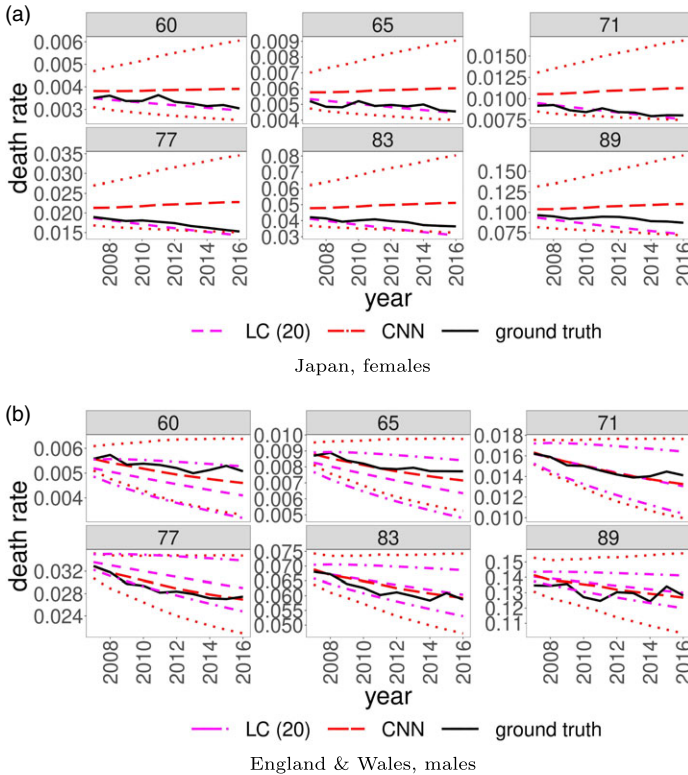 (a)
death rate
60 65 71
0.006 0.005 0.004 0.003
0.009 0.008 0.007 0.006 0.005 0.004
0.0150 0.0125 0.0100 0.0075
77 83 89
0.035 0.030 0.025 0.020 0.015
0.08 0.07 0.06 0.05 0.04 0.03
0.150 0.125 0.100 0.075
2008 2010 2012 2014 2016 2008 2010 2012 2014 2016 2008 2010 2012 2014 2016
year
LC (20) CNN ground truth
Japan, females
(b)
death rate
60 65 71
0.006 0.005 0.004
0.010 0.009 0.008 0.007 0.006 0.005
0.018 0.016 0.014 0.012 0.010
77 83 89
0.032 0.028 0.024
0.075 0.070 0.065 0.060 0.055 0.050
0.15 0.14 0.13 0.12 0.11
2008 2010 2012 2014 2016 2008 2010 2012 2014 2016 2008 2010 2012 2014 2016
year
LC (20) CNN ground truth
England & Wales, males